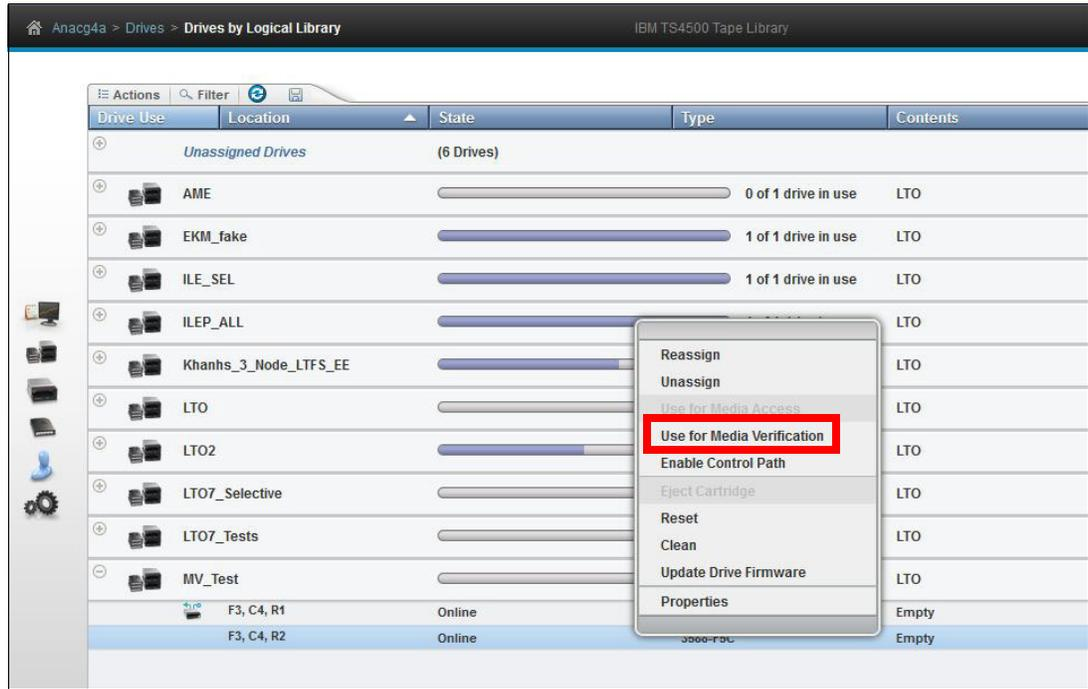 Anacg4a > Drives > Drives by Logical Library IBM TS4500 Tape Library
Actions Filter
Drive Use Location State Type Contents
Unassigned Drives (6 Drives)
AME 0 of 1 drive in use LTO
EKM_fake 1 of 1 drive in use LTO
ILE_SEL 1 of 1 drive in use LTO
ILEP_ALL LTO
Khanhs_3_Node_LTFS_EE LTO
LTO LTO
LTO2 LTO
LTO7_Selective LTO
LTO7_Tests LTO
MV_Test LTO
F3, C4, R1 Online Empty
F3, C4, R2 Online 3588-F5C Empty
Reassign
Unassign
Use for Media Access
Use for Media Verification
Enable Control Path
Eject Cartridge
Reset
Clean
Update Drive Firmware
Properties